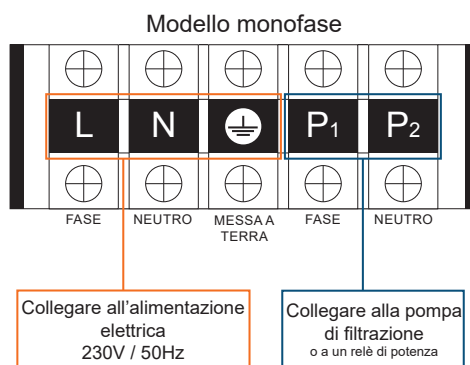 Modello monofase
L N P1 P2
FASE NEUTRO MESSA A TERRA FASE NEUTRO
Collegare all'alimentazione
elettrica
230V / 50Hz
Collegare alla pompa
di filtrazione
o a un relè di potenza